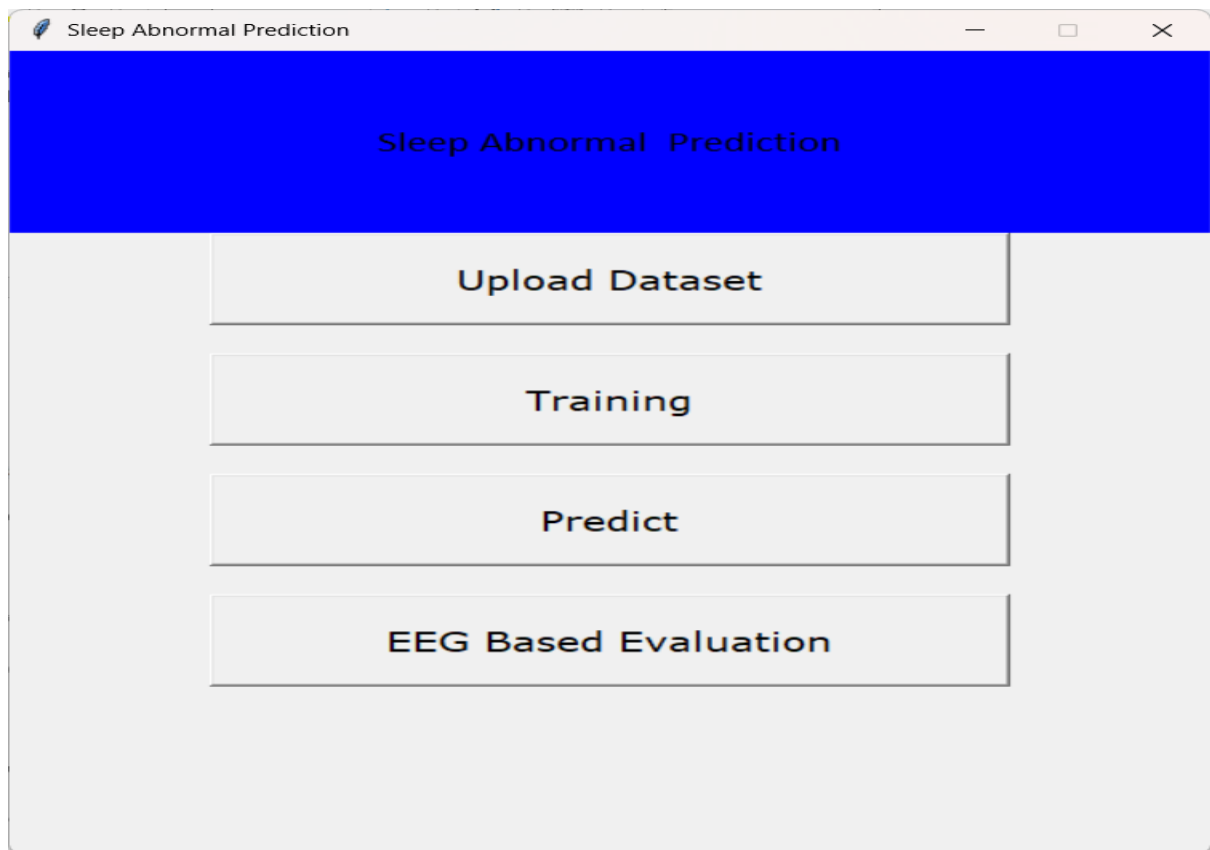 Sleep Abnormal Prediction
Sleep Abnormal  Prediction
Upload Dataset
Training
Predict
EEG Based Evaluation